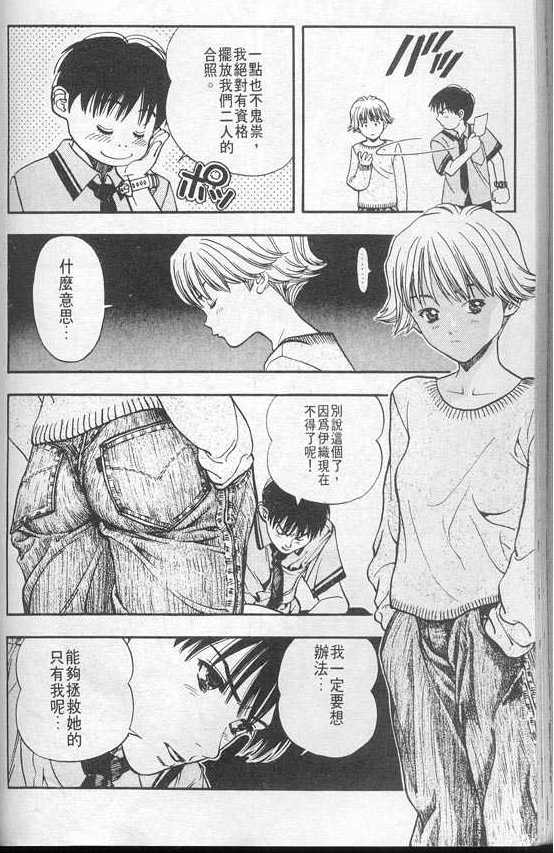 バババッ
一點也不鬼祟，
我絕對有資格
擺放我們二人的
合照。
ポッ
……
什麼意思…
別說這個了，
因為伊織現在
不得了呢！
我一定要想
辦法…
能夠拯救她的
只有我呢…